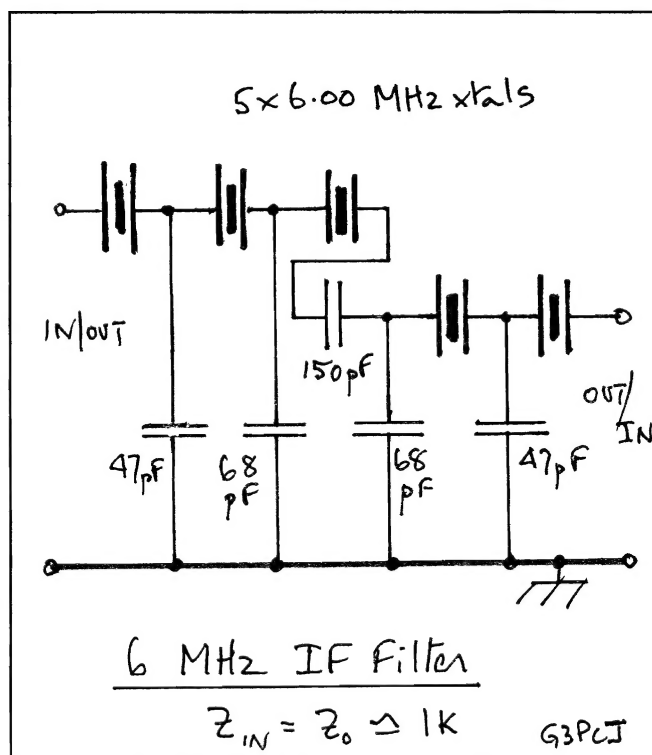 5x6.00 MHz xtals
IN/OUT
150pF
OUT/
IN
47pF
68
pF
68
pF
47pF
6 MHz IF Filter
ZIN = Zo ≏ 1K
G3PCJ